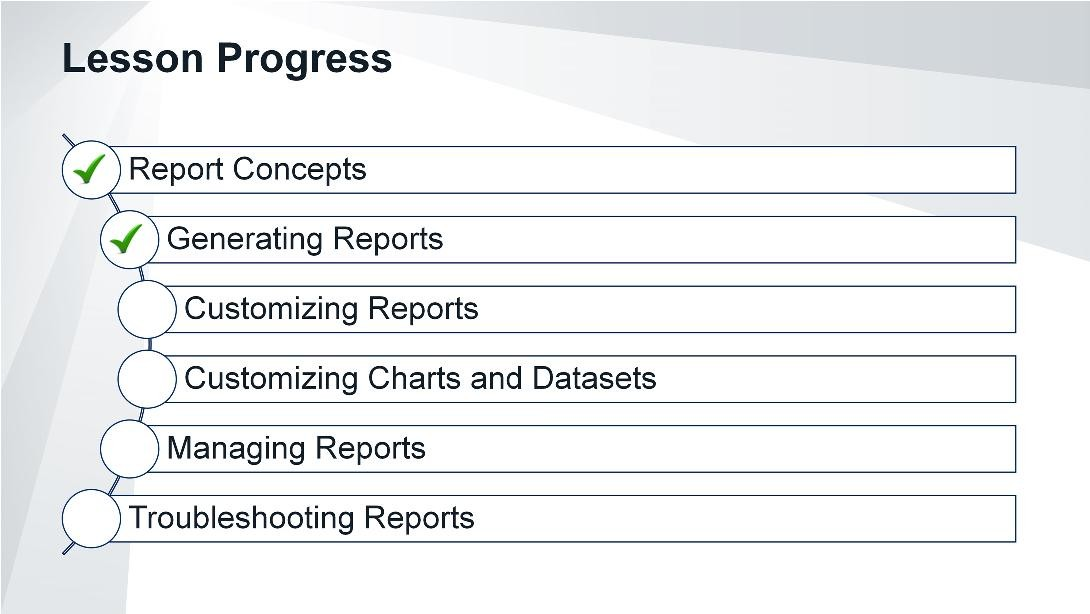 Lesson Progress
Report Concepts
Generating Reports
Customizing Reports
Customizing Charts and Datasets
Managing Reports
Troubleshooting Reports